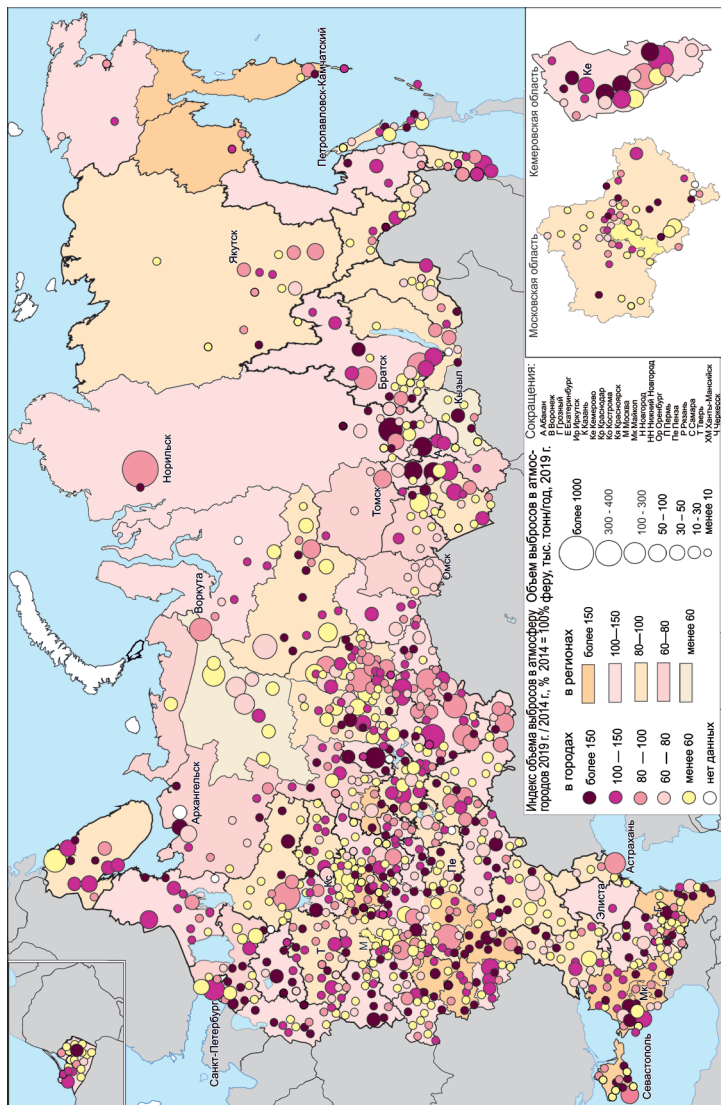 Петропавловск-Камчатский
Якутск
Норильск
Братск
Кызыл
А
Томск
Омск
Воркута
Архангельск
Кс
Пе
Т
М
Санкт-Петербург
Астрахань
Элиста
Мк
Севастополь
Кемеровская область
Ке
Московская область
Индекс объема выбросов в атмосферу
городов 2019 г./ 2014 г., % 2014 = 100%
в городах
более 150
100 — 150
80 — 100
60 — 80
менее 60
нет данных
в регионах
более 150
100—150
80—100
60—80
менее 60
Объем выбросов в атмос-
феру, тыс. тонн/год, 2019 г.
более 1000
300 - 400
100 - 300
50 – 100
30 – 50
10 - 30
менее 10
Сокращения:
А Абакан
В Воронеж
Г Грозный
Е Екатеринбург
Ир Иркутск
К Казань
Ке Кемерово
Кр Краснодар
Ко Кострома
Кя Красноярск
М Москва
Мк Майкоп
Н Новгород
НН Нижний Новгород
Ор Оренбург
П Пермь
Пе Пенза
Р Рязань
С Самара
Т Тверь
ХМ Ханты-Мансийск
Ч Черкесск